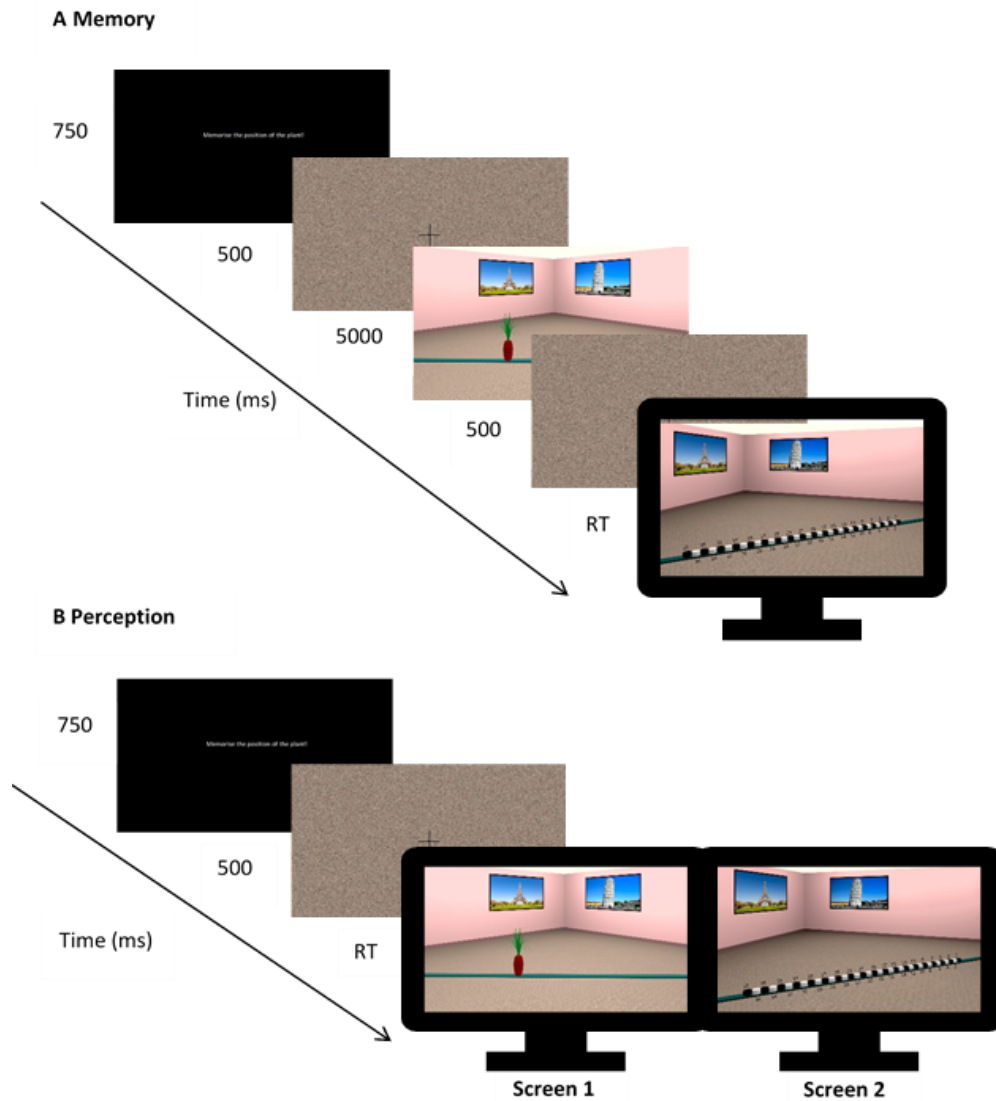 A Memory
750
Memorise the position of the plant!
500
5000
Time (ms)
500
RT
B Perception
750
Memorise the position of the plant!
500
Time (ms)
RT
Screen 1
Screen 2